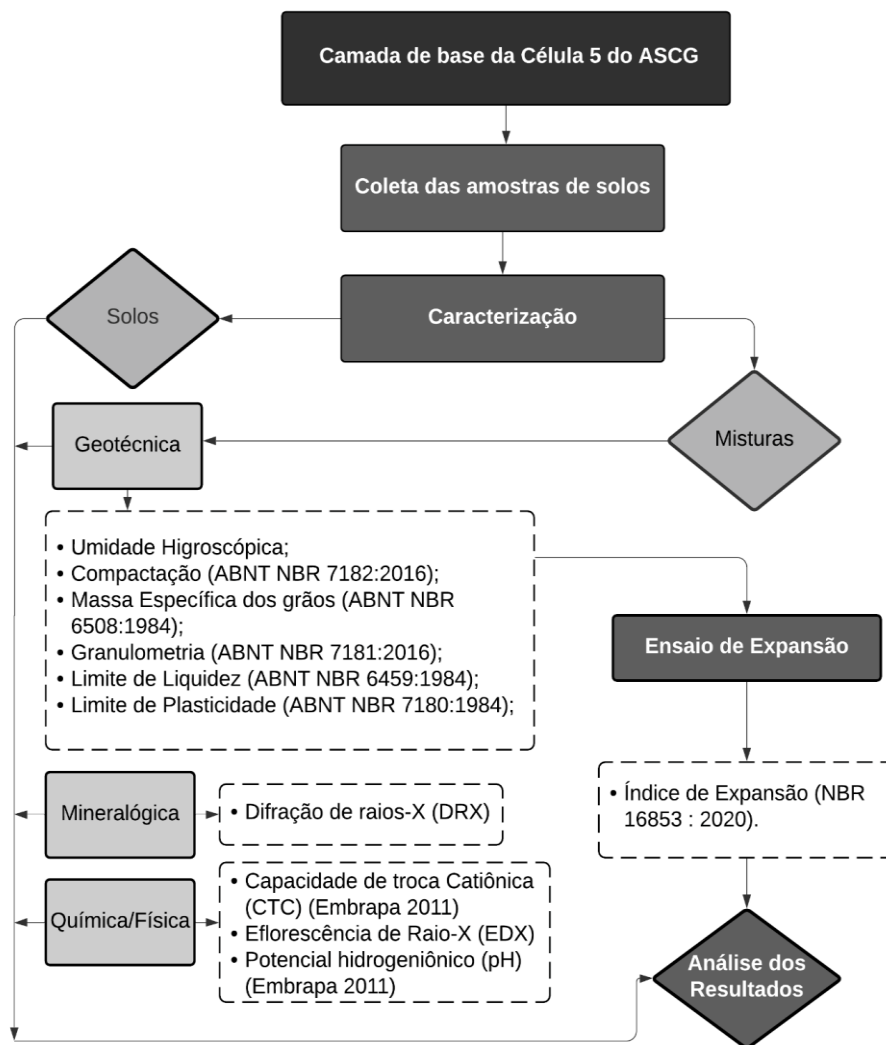 Camada de base da Célula 5 do ASCG
Coleta das amostras de solos
Caracterização
Solos
Misturas
Geotécnica
• Umidade Higroscópica;
• Compactação (ABNT NBR 7182:2016);
• Massa Específica dos grãos (ABNT NBR
6508:1984);
• Granulometria (ABNT NBR 7181:2016);
• Limite de Liquidez (ABNT NBR 6459:1984);
• Limite de Plasticidade (ABNT NBR 7180:1984);
Ensaio de Expansão
• Índice de Expansão (NBR
16853 : 2020).
Mineralógica
• Difração de raios-X (DRX)
Química/Física
• Capacidade de troca Catiônica
(CTC) (Embrapa 2011)
• Eflorescência de Raio-X (EDX)
• Potencial hidrogeniônico (pH)
(Embrapa 2011)
Análise dos
Resultados